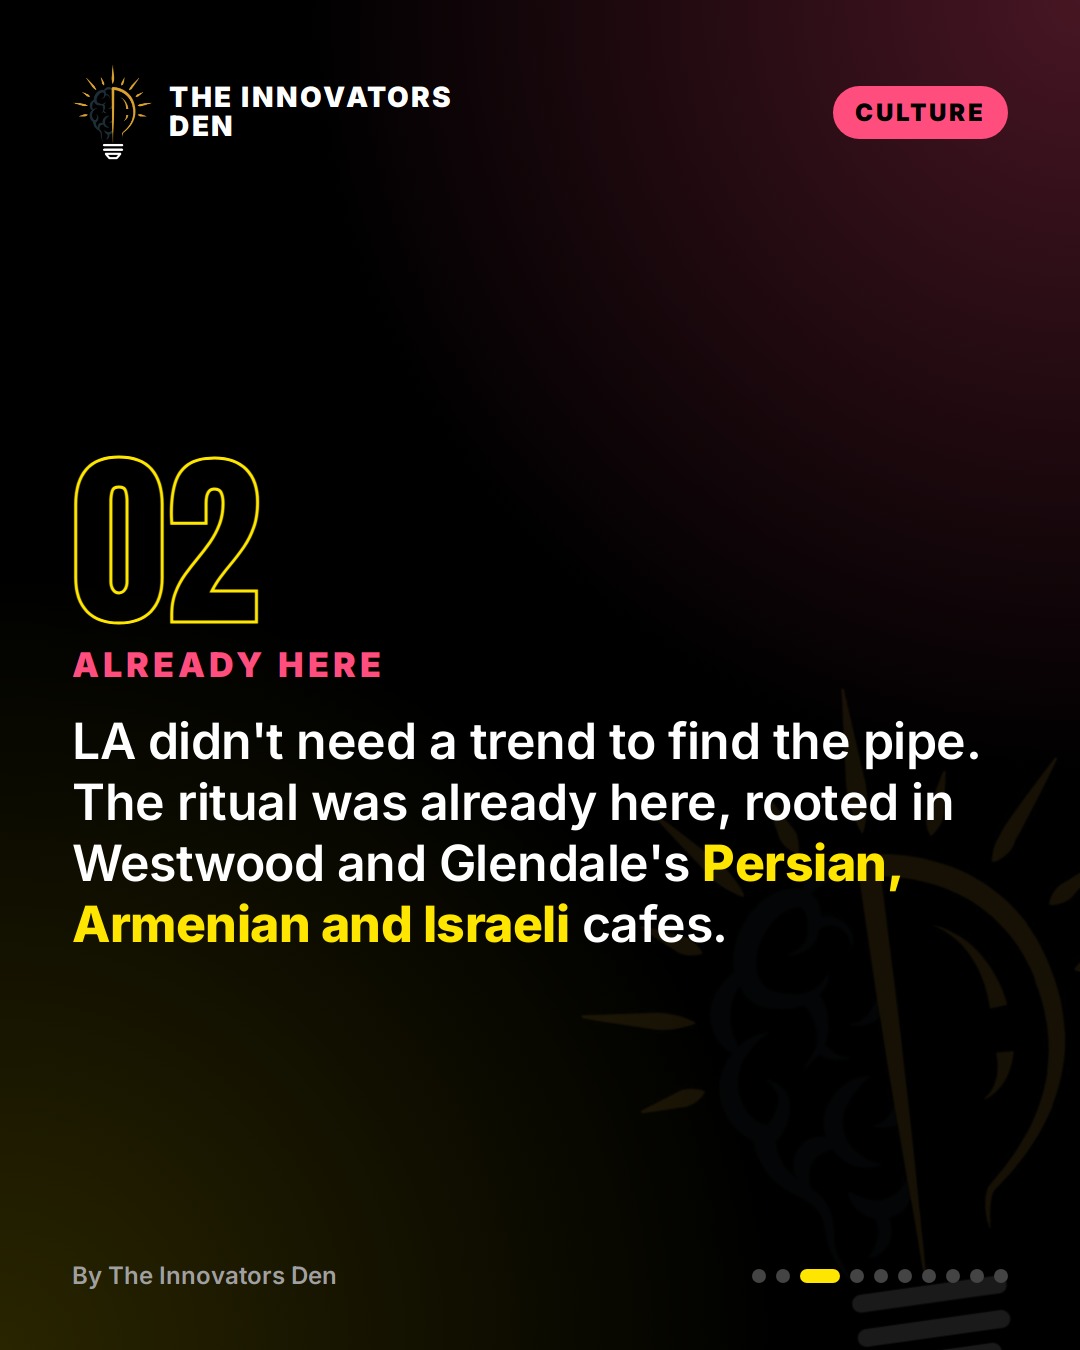 THE INNOVATORS
DEN
CULTURE
02
ALREADY HERE
LA didn't need a trend to find the pipe.
The ritual was already here, rooted in
Westwood and Glendale's Persian,
Armenian and Israeli cafes.
By The Innovators Den